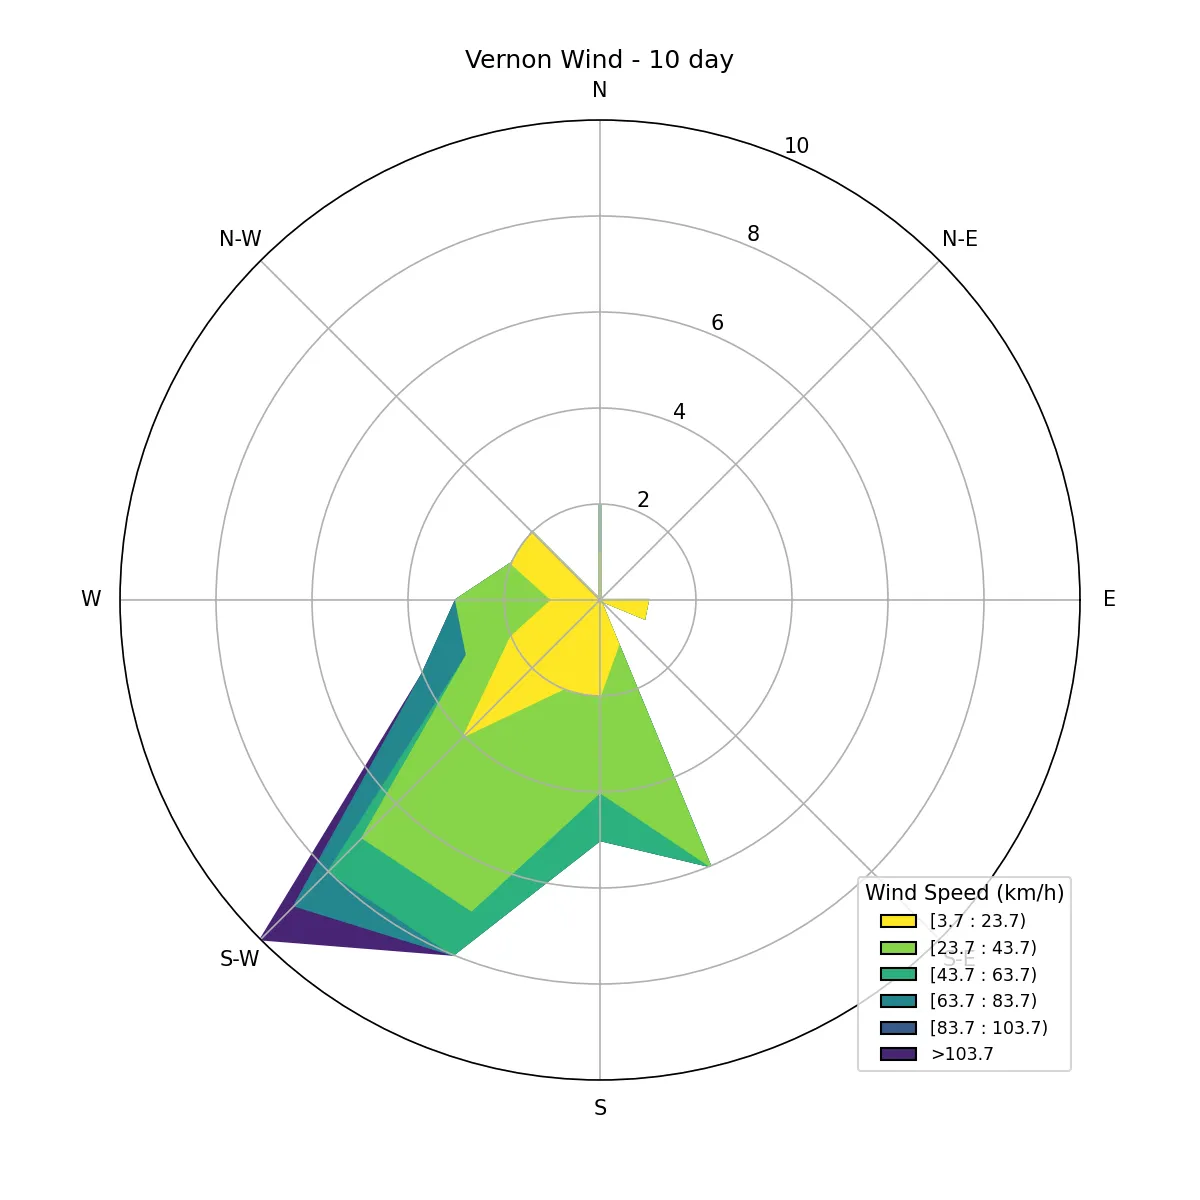 Vernon Wind - 10 day
N
10
N-W
N-E
8
6
4
2
W
E
S-W
S-E
S
Wind Speed (km/h)
[3.7 : 23.7)
[23.7 : 43.7)
[43.7 : 63.7)
[63.7 : 83.7)
[83.7 : 103.7)
>103.7